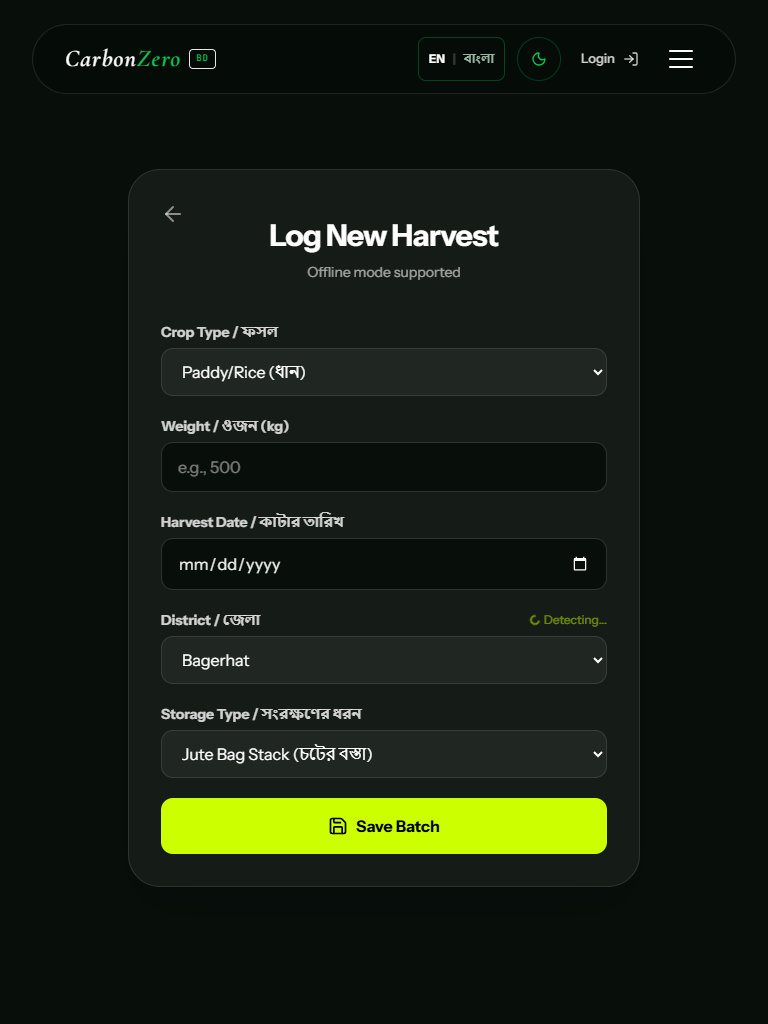 CarbonZero BD
EN | বাংলা
Login
Log New Harvest
Offline mode supported
Crop Type / ফসল
Paddy/Rice (ধান)
Weight / ওজন (kg)
e.g., 500
Harvest Date / কাটার তারিখ
mm/dd/yyyy
District / জেলা
Detecting...
Bagerhat
Storage Type / সংরক্ষণের ধরন
Jute Bag Stack (চটের বস্তা)
Save Batch